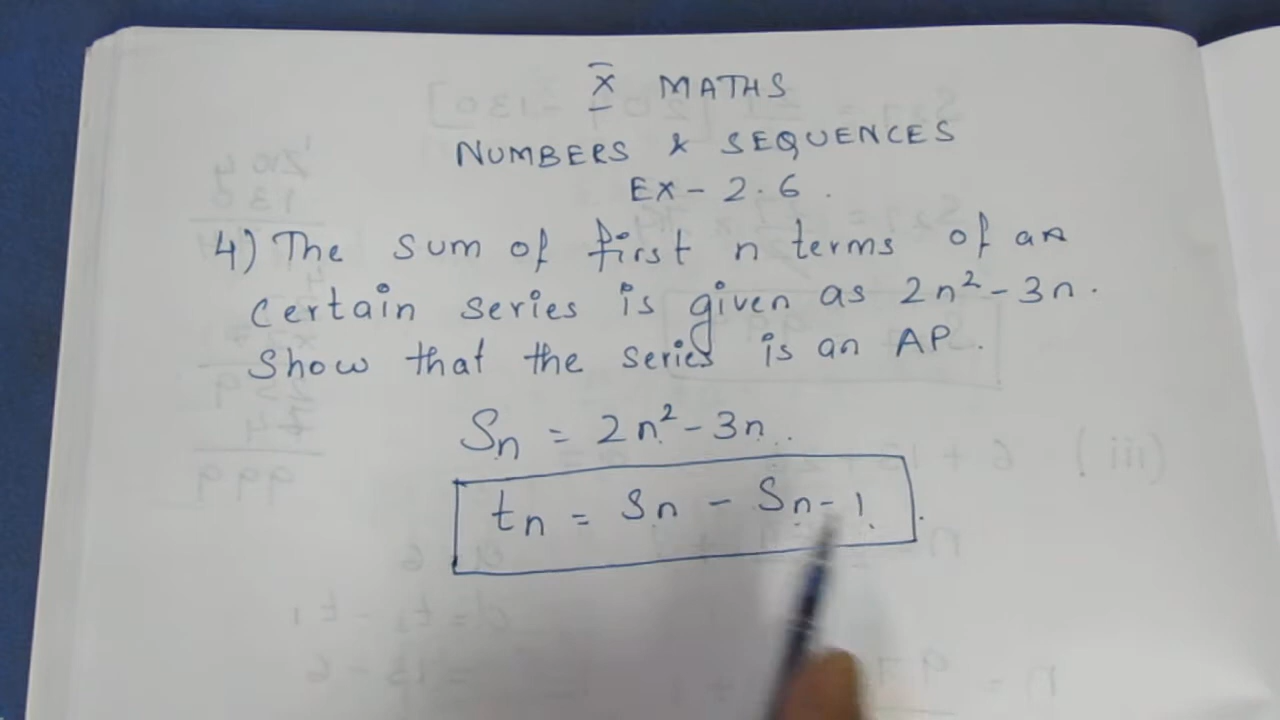 X MATHS
NUMBERS & SEQUENCES
EX - 2.6.
4) The sum of first n terms of an
certain series is given as 2n² - 3n.
Show that the series is an AP.
Sn = 2n² - 3n.
tn = Sn - Sn-1.